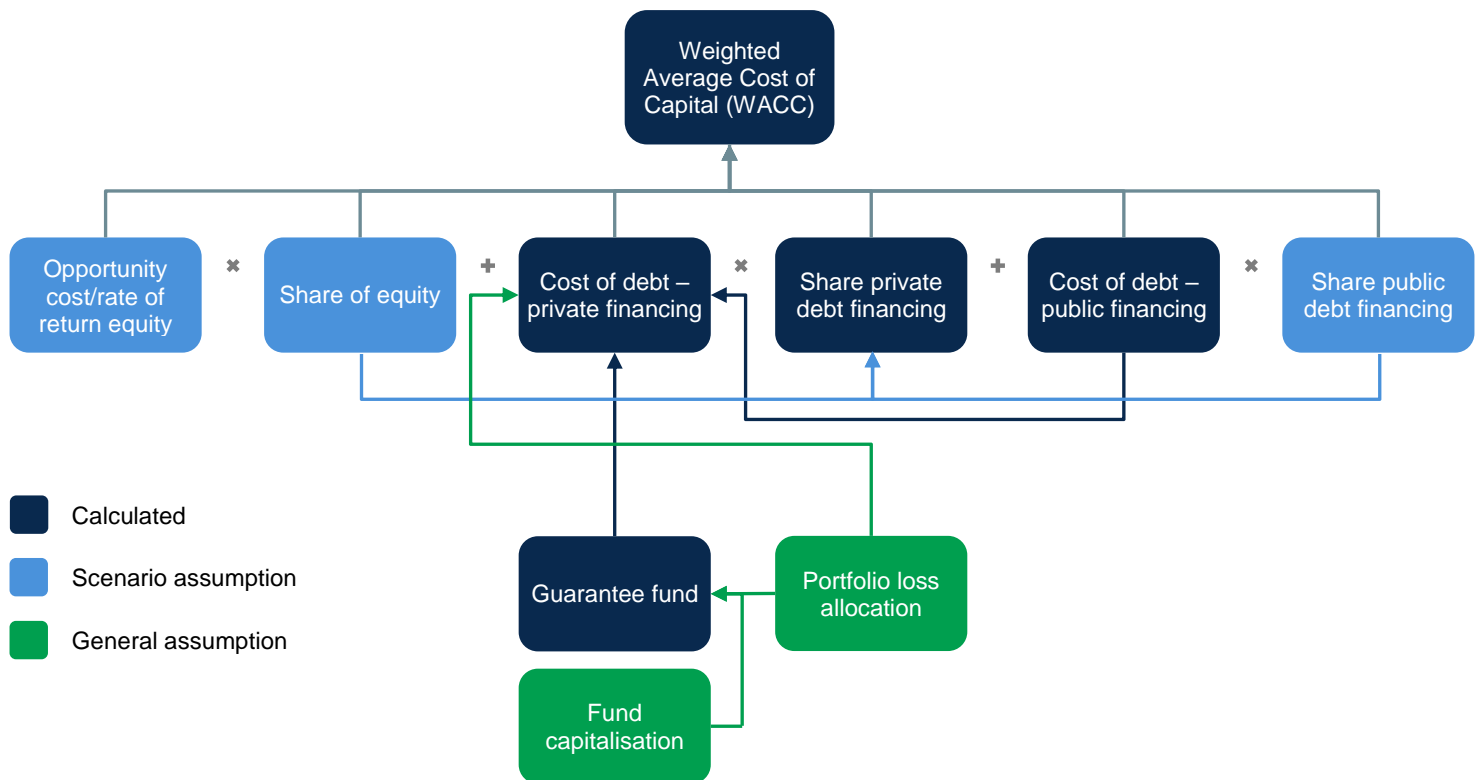 Weighted
Average Cost of
Capital (WACC)
Opportunity
cost/rate of
return equity
×
Share of equity
+
Cost of debt –
private financing
×
Share private
debt financing
+
Cost of debt –
public financing
×
Share public
debt financing
Calculated
Scenario assumption
General assumption
Guarantee fund
Portfolio loss
allocation
Fund
capitalisation